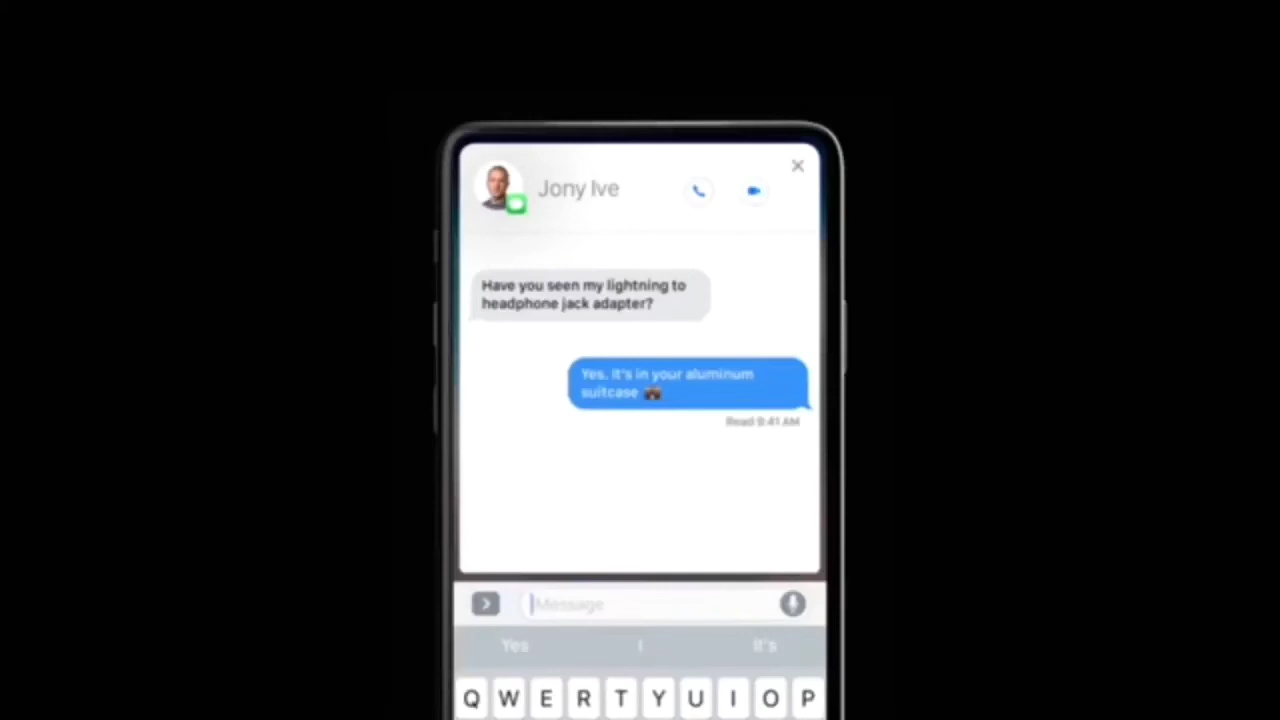 Jony Ive
Have you seen my lightning to
headphone jack adapter?
Yes. It's in your aluminum
suitcase
Read 9:41 AM
Message
Yes I It's
Q W E R T Y U I O P